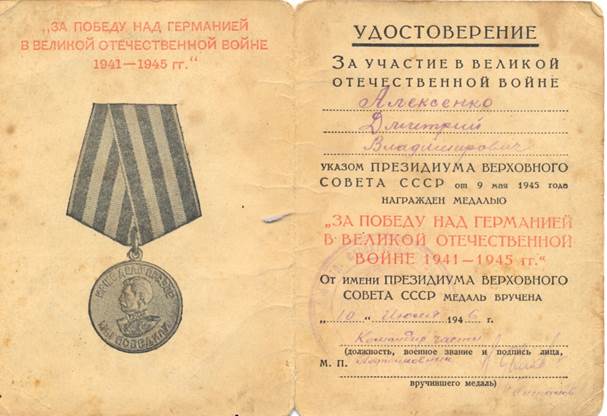 „ЗА ПОБЕДУ НАД ГЕРМАНИЕЙ
В ВЕЛИКОЙ ОТЕЧЕСТВЕННОЙ ВОЙНЕ
1941—1945 гг.“
УДОСТОВЕРЕНИЕ
ЗА УЧАСТИЕ В ВЕЛИКОЙ
ОТЕЧЕСТВЕННОЙ ВОЙНЕ
Алексенко
Дмитрий
Владимирович
УКАЗОМ ПРЕЗИДИУМА ВЕРХОВНОГО
СОВЕТА СССР от 9 мая 1945 года
НАГРАЖДЕН МЕДАЛЬЮ
„ЗА ПОБЕДУ НАД ГЕРМАНИЕЙ
В ВЕЛИКОЙ ОТЕЧЕСТВЕННОЙ
ВОЙНЕ 1941—1945 гг.“
От имени ПРЕЗИДИУМА ВЕРХОВНОГО
СОВЕТА СССР МЕДАЛЬ ВРУЧЕНА
„10“ Июня 1946 г.
Командир части
(должность, военное звание и подпись лица,
М. П.
вручившего медаль)